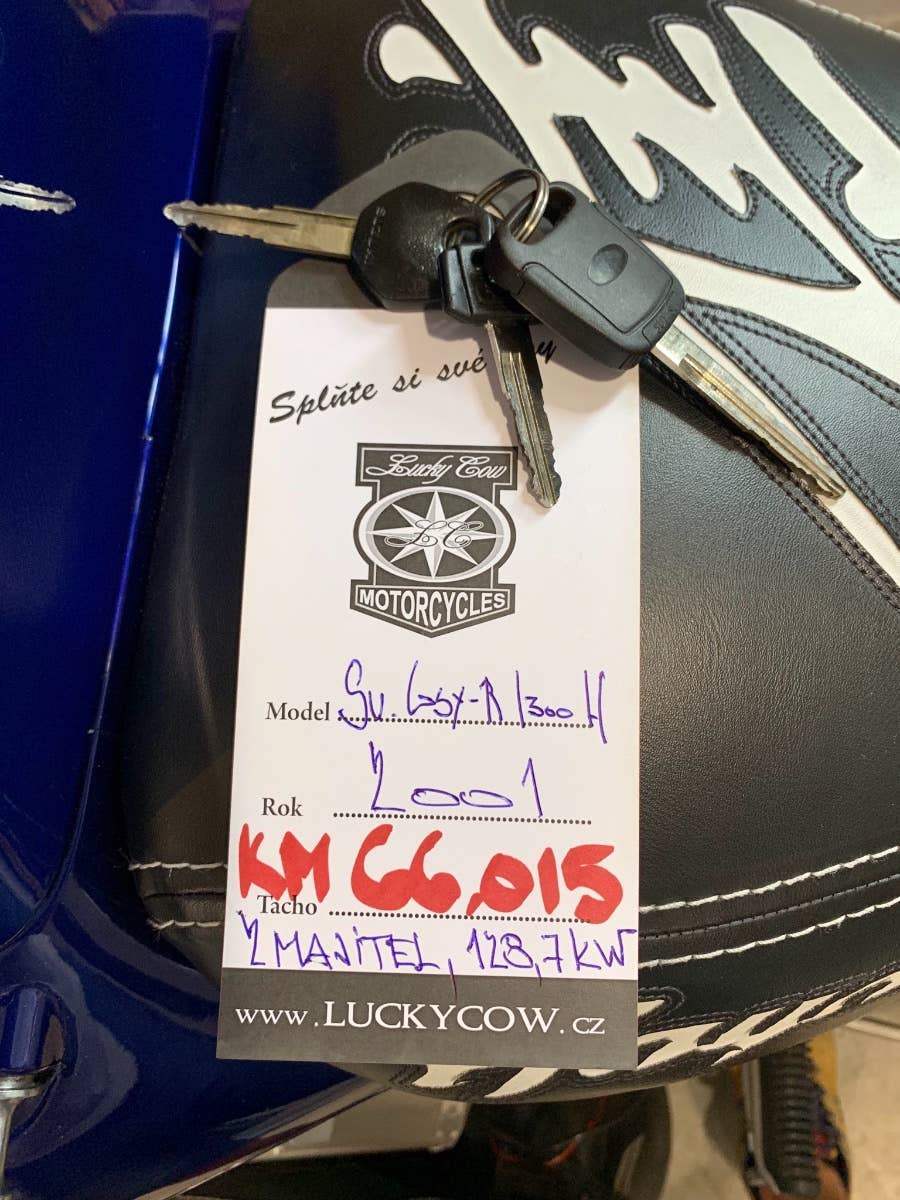 Splňte si své
Lucky Cow
LC
MOTORCYCLES
Model Su. GSX-R 1300 H
Rok 2001
KM 66,015
Tacho
2 MAJITEL, 128,7 KW
www.LUCKYCOW.cz